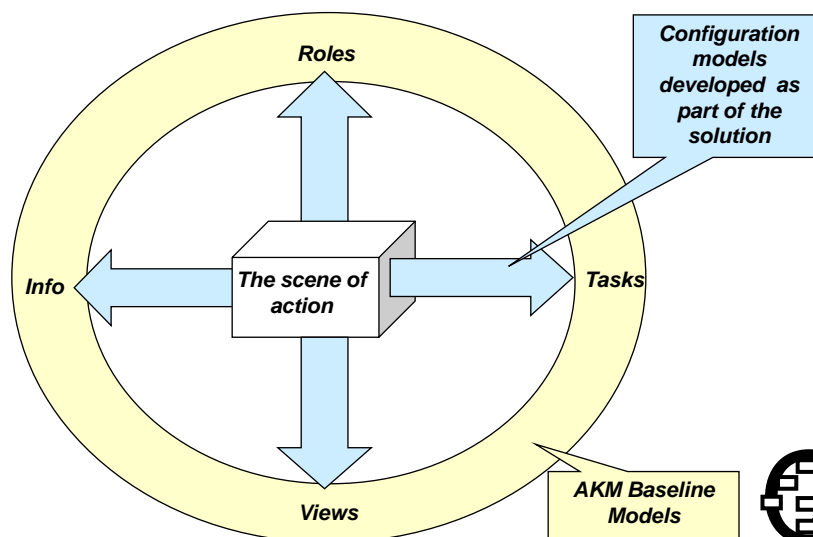 Roles
Configuration
models
developed as
part of the
solution
Info
The scene of
action
Tasks
Views
AKM Baseline
Models